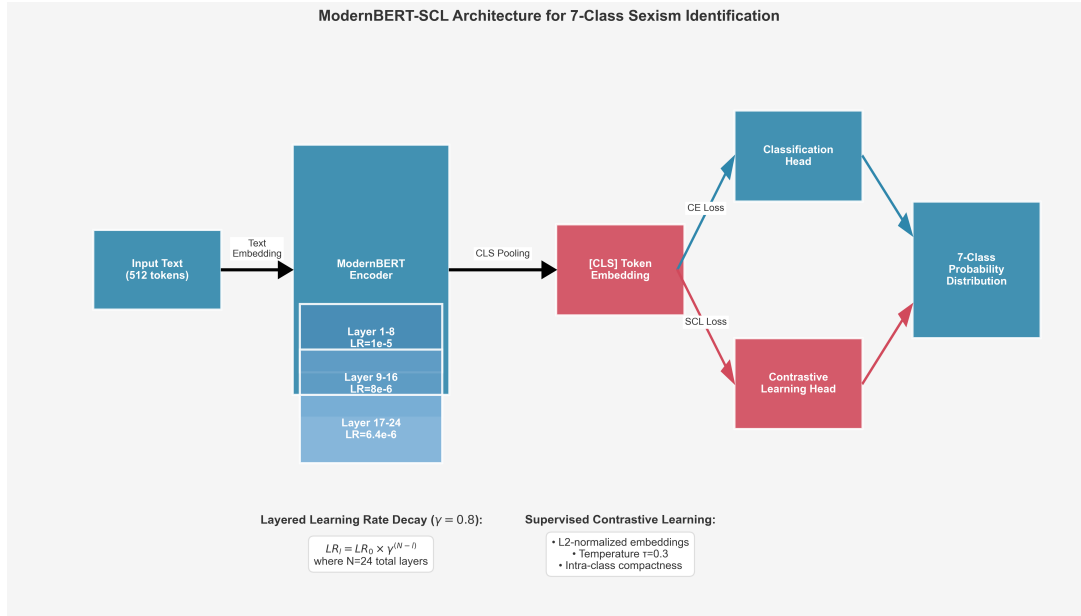 ModernBERT-SCL Architecture for 7-Class Sexism Identification
Input Text
(512 tokens)
Text
Embedding
ModernBERT
Encoder
Layer 1-8
LR=1e-5
Layer 9-16
LR=8e-6
Layer 17-24
LR=6.4e-6
CLS Pooling
[CLS] Token
Embedding
CE Loss
SCL Loss
Classification
Head
Contrastive
Learning Head
7-Class
Probability
Distribution
Layered Learning Rate Decay (γ = 0.8):
LR_l = LR_0 × γ^(N − l)
where N=24 total layers
Supervised Contrastive Learning:
• L2-normalized embeddings
• Temperature τ=0.3
• Intra-class compactness